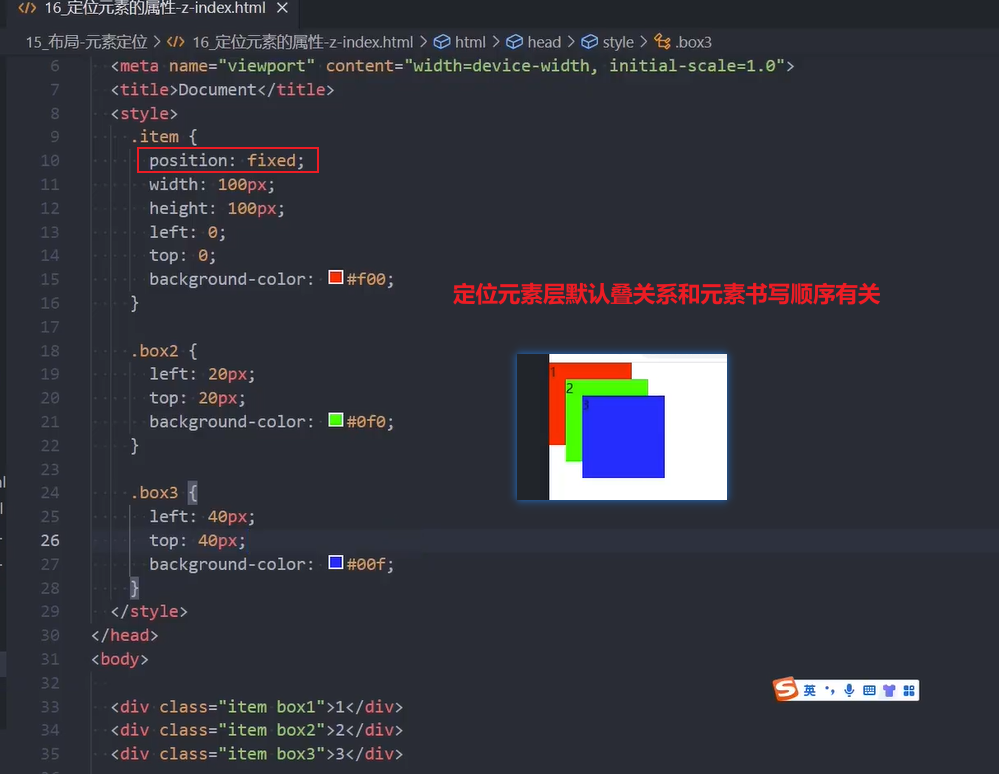 16_定位元素的属性-z-index.html
15_布局-元素定位 > 16_定位元素的属性-z-index.html > html > head > style > .box3
6 <meta name="viewport" content="width=device-width, initial-scale=1.0">
7 <title>Document</title>
8 <style>
9 .item {
10 position: fixed;
11 width: 100px;
12 height: 100px;
13 left: 0;
14 top: 0;
15 background-color: #f00;
16 }
17
18 .box2 {
19 left: 20px;
20 top: 20px;
21 background-color: #0f0;
22 }
23
24 .box3 {
25 left: 40px;
26 top: 40px;
27 background-color: #00f;
28 }
29 </style>
30 </head>
31 <body>
32
33 <div class="item box1">1</div>
34 <div class="item box2">2</div>
35 <div class="item box3">3</div>
定位元素层默认叠关系和元素书写顺序有关
1
2
3
英